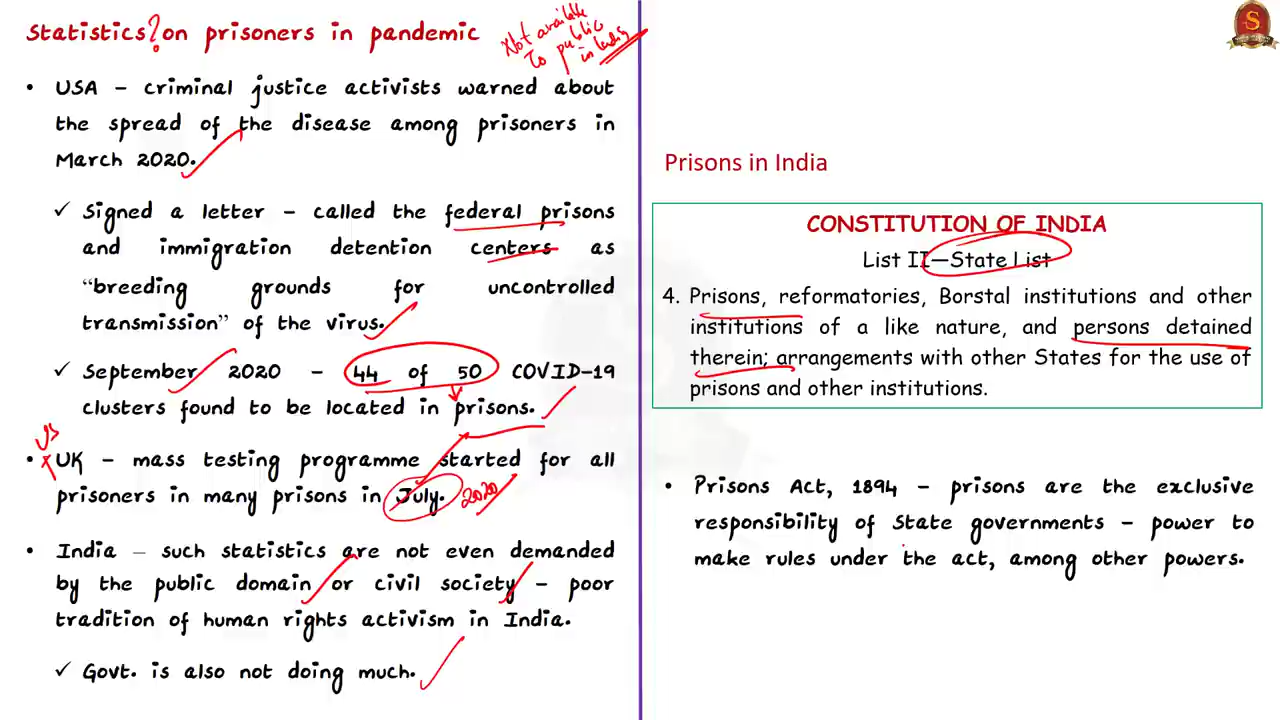 Statistics? on prisoners in pandemic
Not available
To public
in India
• USA – criminal justice activists warned about
the spread of the disease among prisoners in
March 2020.
✓ Signed a letter – called the federal prisons
and immigration detention centers as
“breeding grounds for uncontrolled
transmission” of the virus.
✓ September 2020 – 44 of 50 COVID-19
clusters found to be located in prisons.
US
• UK – mass testing programme started for all
prisoners in many prisons in July. 2020
• India – such statistics are not even demanded
by the public domain or civil society – poor
tradition of human rights activism in India.
✓ Govt. is also not doing much.
Prisons in India
CONSTITUTION OF INDIA
List II—State List
4. Prisons, reformatories, Borstal institutions and other
institutions of a like nature, and persons detained
therein; arrangements with other States for the use of
prisons and other institutions.
• Prisons Act, 1894 – prisons are the exclusive
responsibility of State governments – power to
make rules under the act, among other powers.
S